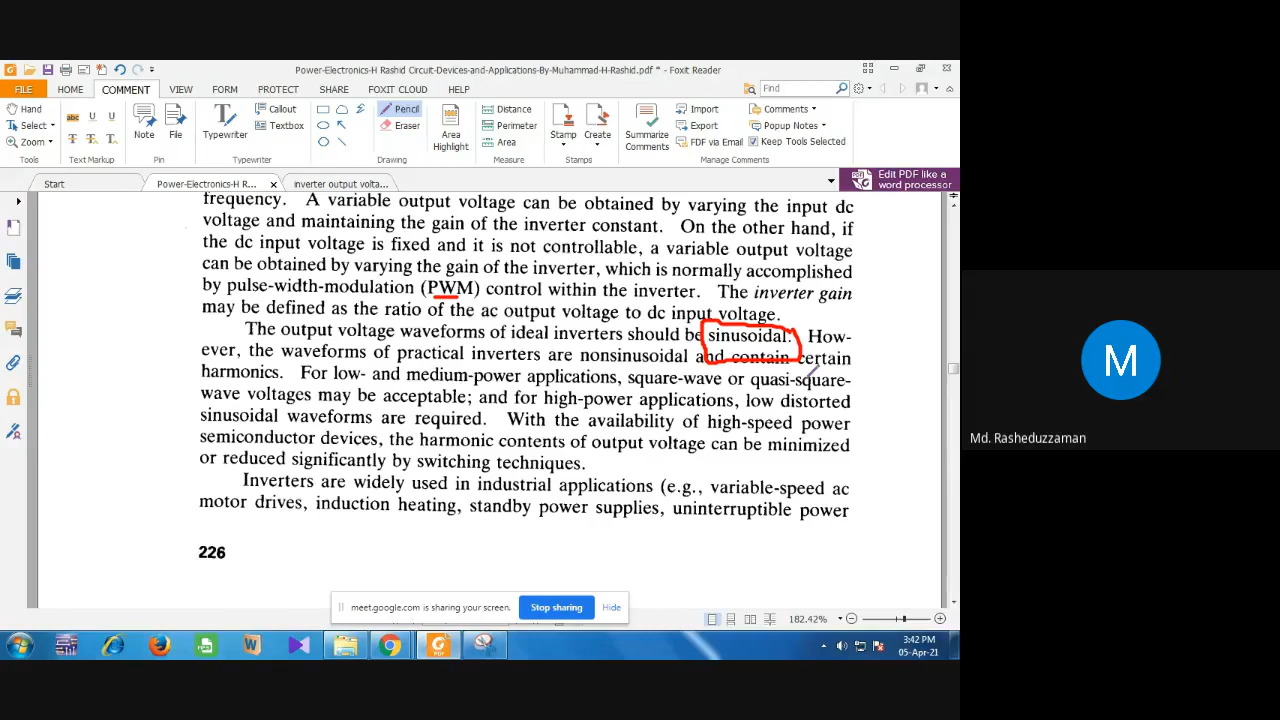 Power-Electronics-H Rashid Circuit-Devices-and-Applications-By-Muhammad-H-Rashid.pdf * - Foxit Reader
FILE HOME COMMENT VIEW FORM PROTECT SHARE FOXIT CLOUD HELP Find
Hand Callout Pencil Distance Import Comments
Select Note File Typewriter Textbox Eraser Area Highlight Perimeter Stamp Create Summarize Comments Export Popup Notes
Zoom Area FDF via Email Keep Tools Selected
Tools Text Markup Pin Typewriter Drawing Measure Stamps Manage Comments
Start Power-Electronics-H R... inverter output volta... Edit PDF like a word processor
frequency. A variable output voltage can be obtained by varying the input dc
voltage and maintaining the gain of the inverter constant. On the other hand, if
the dc input voltage is fixed and it is not controllable, a variable output voltage
can be obtained by varying the gain of the inverter, which is normally accomplished
by pulse-width-modulation (PWM) control within the inverter. The inverter gain
may be defined as the ratio of the ac output voltage to dc input voltage.
The output voltage waveforms of ideal inverters should be sinusoidal. How-
ever, the waveforms of practical inverters are nonsinusoidal and contain certain
harmonics. For low- and medium-power applications, square-wave or quasi-square-
wave voltages may be acceptable; and for high-power applications, low distorted
sinusoidal waveforms are required. With the availability of high-speed power
semiconductor devices, the harmonic contents of output voltage can be minimized
or reduced significantly by switching techniques.
Inverters are widely used in industrial applications (e.g., variable-speed ac
motor drives, induction heating, standby power supplies, uninterruptible power
226
meet.google.com is sharing your screen. Stop sharing Hide
182.42%
3:42 PM
05-Apr-21
M
Md. Rasheduzzaman